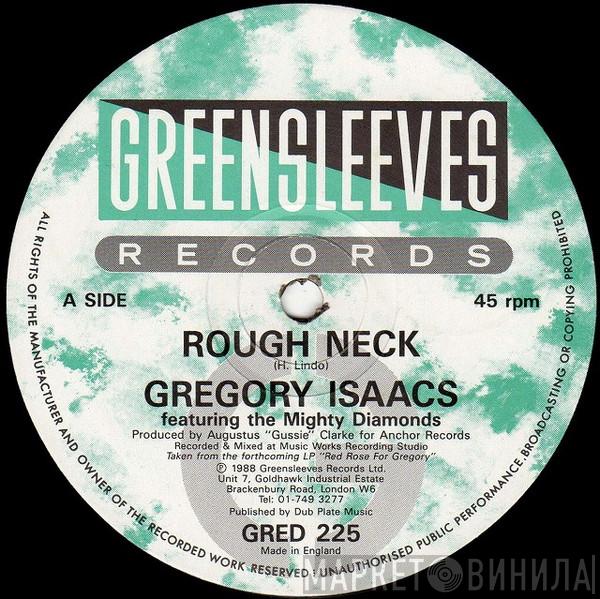 GREENSLEEVES
RECORDS
A SIDE
45 rpm
ROUGH NECK
(H. Lindo)
GREGORY ISAACS
featuring the Mighty Diamonds
Produced by Augustus "Gussie" Clarke for Anchor Records
Recorded & Mixed at Music Works Recording Studio
Taken from the forthcoming LP "Red Rose For Gregory"
℗ 1988 Greensleeves Records Ltd.
Unit 7, Goldhawk Industrial Estate
Brackenbury Road, London W6
Tel: 01-749 3277
Published by Dub Plate Music
GRED 225
Made in England
ALL RIGHTS OF THE MANUFACTURER AND OWNER OF THE RECORDED WORK RESERVED: UNAUTHORISED PUBLIC PERFORMANCE. BROADCASTING OR COPYING PROHIBITED
МАРКЕТ ВИНИЛА